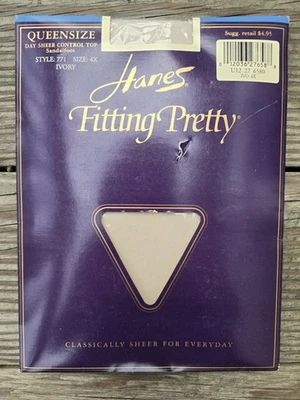 QUEENSIZE
DAY SHEER CONTROL TOP
Sandalfoot
STYLE: 771 SIZE: 4X
IVORY
Sugg. retail $4.95
Hanes
Fitting Pretty®
CLASSICALLY SHEER FOR EVERYDAY